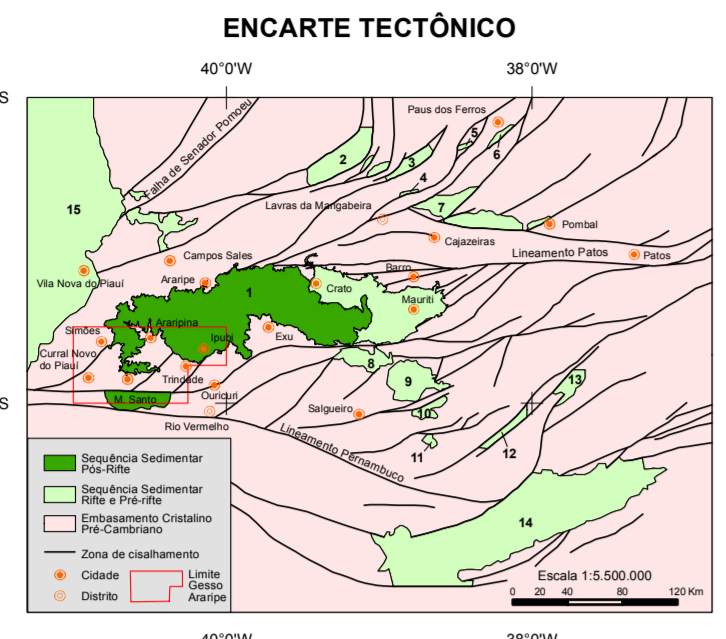 ENCARTE TECTÔNICO
40°0'W
38°0'W
S
Paus dos Ferros
Falha de Senador Pomoeu
5
6
2
3
4
15
7
Lavras da Mangabeira
Pombal
Cajazeiras
Lineamento Patos
Patos
Campos Sales
Vila Nova do Piauí
Araripe
Barro
Crato
1
Mauriti
Araripina
Simões
Ipubi
Exu
Curral Novo
do Piauí
8
Trindade
9
13
Ouricuri
M. Santo
S
Salgueiro
10
Rio Vermelho
Lineamento Pernambuco
11
12
14
Sequência Sedimentar
Pós-Rifte
Sequência Sedimentar
Rifte e Pré-rifte
Embasamento Cristalino
Pré-Cambriano
Zona de cisalhamento
Cidade
Distrito
Limite
Gesso
Araripe
Escala 1:5.500.000
0 20 40 80 120 Km
40°0'W
38°0'W